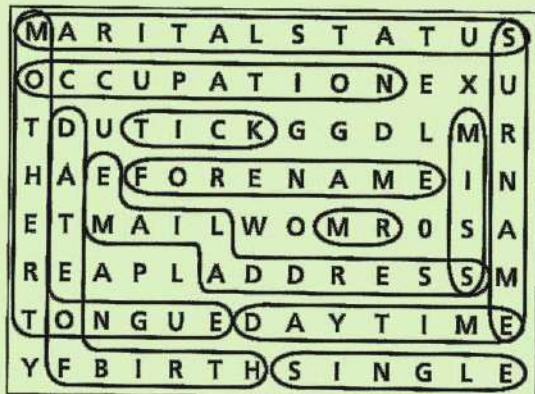 M A R I T A L S T A T U S
O C C U P A T I O N E X U
T D U T I C K G G D L M R
H A E F O R E N A M E I N
E T M A I L W O M R 0 S A
R E A P L A D D R E S S M
T O N G U E D A Y T I M E
Y F B I R T H S I N G L E